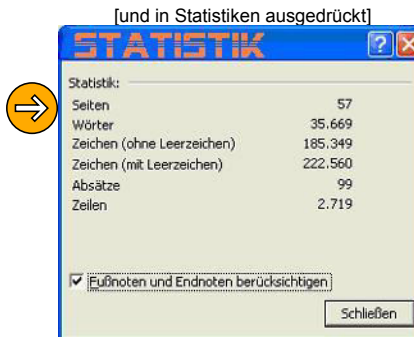 [und in Statistiken ausgedrückt]
STATISTIK
Statistik:
Seiten 57
Wörter 35.669
Zeichen (ohne Leerzeichen) 185.349
Zeichen (mit Leerzeichen) 222.560
Absätze 99
Zeilen 2.719
Fußnoten und Endnoten berücksichtigen
Schließen